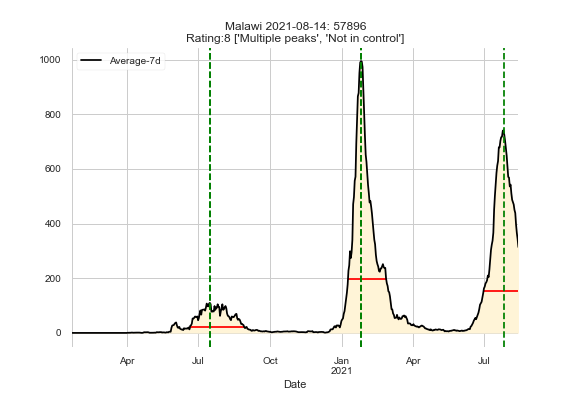 Malawi 2021-08-14: 57896
Rating:8 ['Multiple peaks', 'Not in control']
Average-7d
1000
800
600
400
200
0
Apr
Jul
Oct
Jan
2021
Apr
Jul
Date